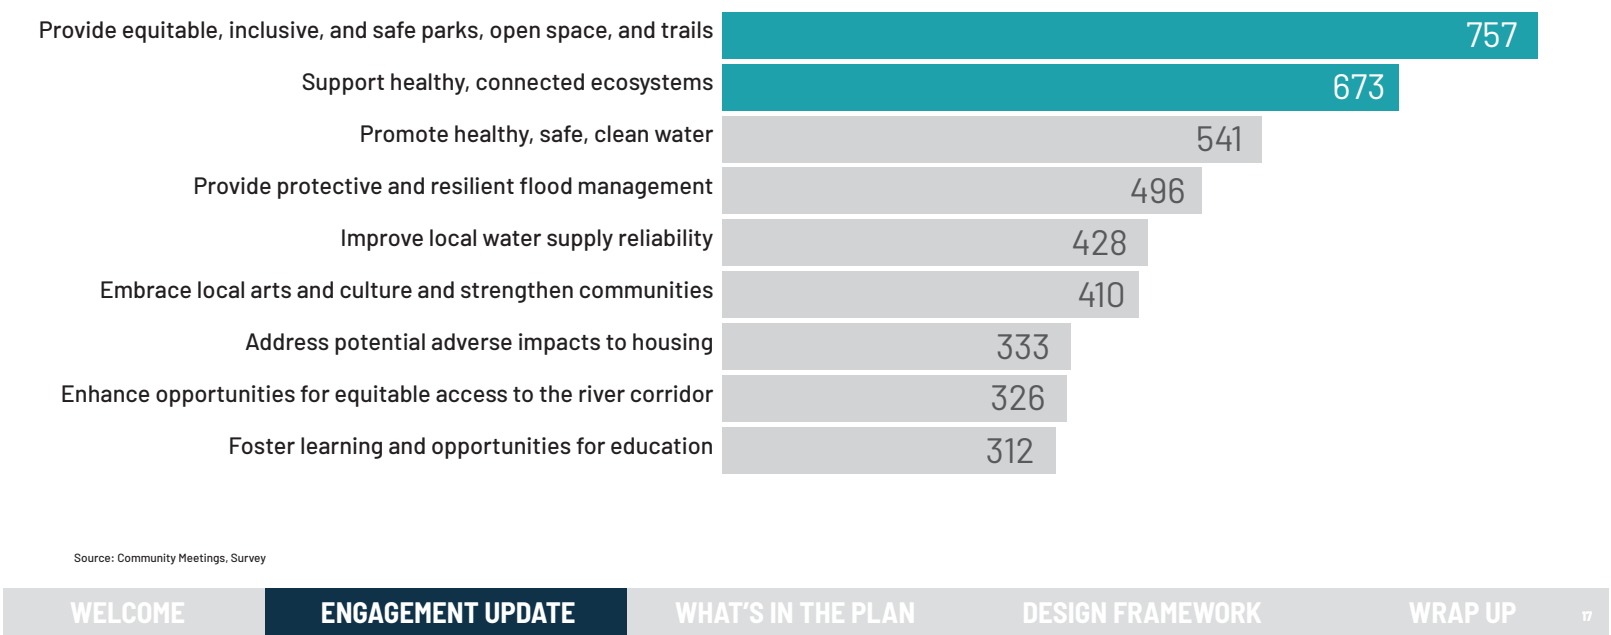 Provide equitable, inclusive, and safe parks, open space, and trails 757
Support healthy, connected ecosystems 673
Promote healthy, safe, clean water 541
Provide protective and resilient flood management 496
Improve local water supply reliability 428
Embrace local arts and culture and strengthen communities 410
Address potential adverse impacts to housing 333
Enhance opportunities for equitable access to the river corridor 326
Foster learning and opportunities for education 312
Source: Community Meetings, Survey
WELCOME ENGAGEMENT UPDATE WHAT'S IN THE PLAN DESIGN FRAMEWORK WRAP UP 17